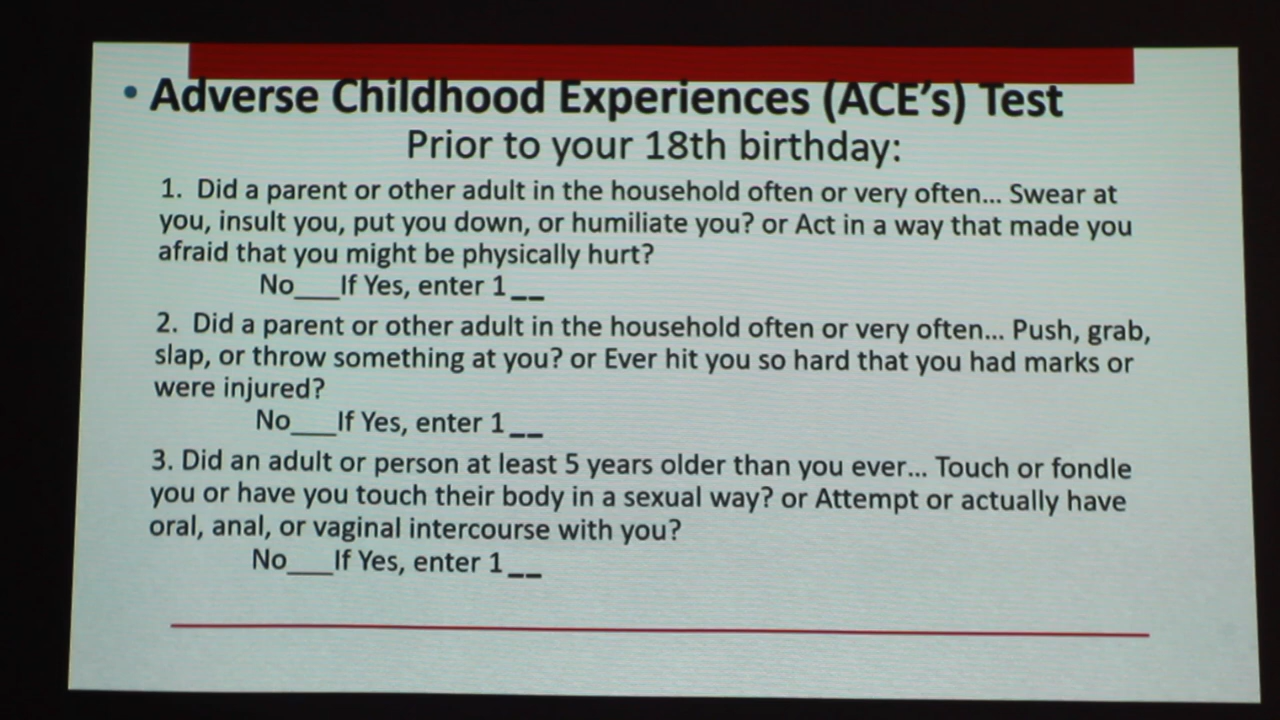 • Adverse Childhood Experiences (ACE’s) Test
Prior to your 18th birthday:
1. Did a parent or other adult in the household often or very often... Swear at
you, insult you, put you down, or humiliate you? or Act in a way that made you
afraid that you might be physically hurt?
No___If Yes, enter 1__
2. Did a parent or other adult in the household often or very often... Push, grab,
slap, or throw something at you? or Ever hit you so hard that you had marks or
were injured?
No___If Yes, enter 1__
3. Did an adult or person at least 5 years older than you ever... Touch or fondle
you or have you touch their body in a sexual way? or Attempt or actually have
oral, anal, or vaginal intercourse with you?
No___If Yes, enter 1__